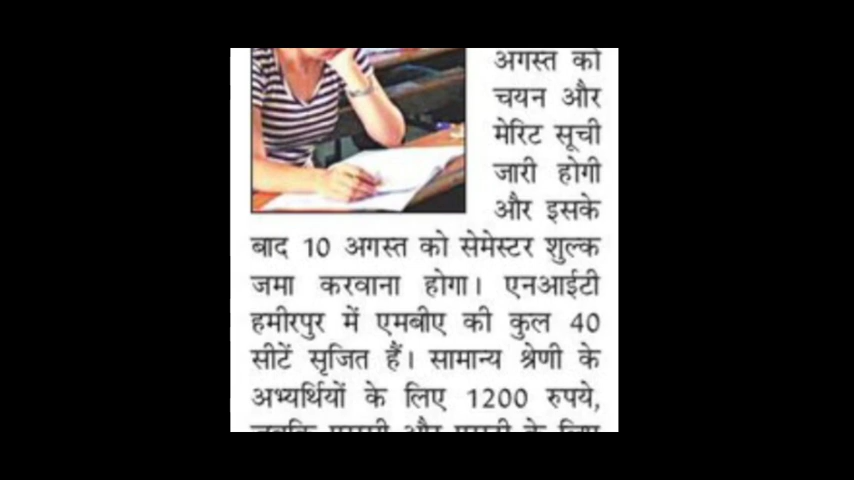 अगस्त को
चयन और
मेरिट सूची
जारी होगी
और इसके
बाद 10 अगस्त को सेमेस्टर शुल्क
जमा करवाना होगा। एनआईटी
हमीरपुर में एमबीए की कुल 40
सीटें सृजित हैं। सामान्य श्रेणी के
अभ्यर्थियों के लिए 1200 रुपये,